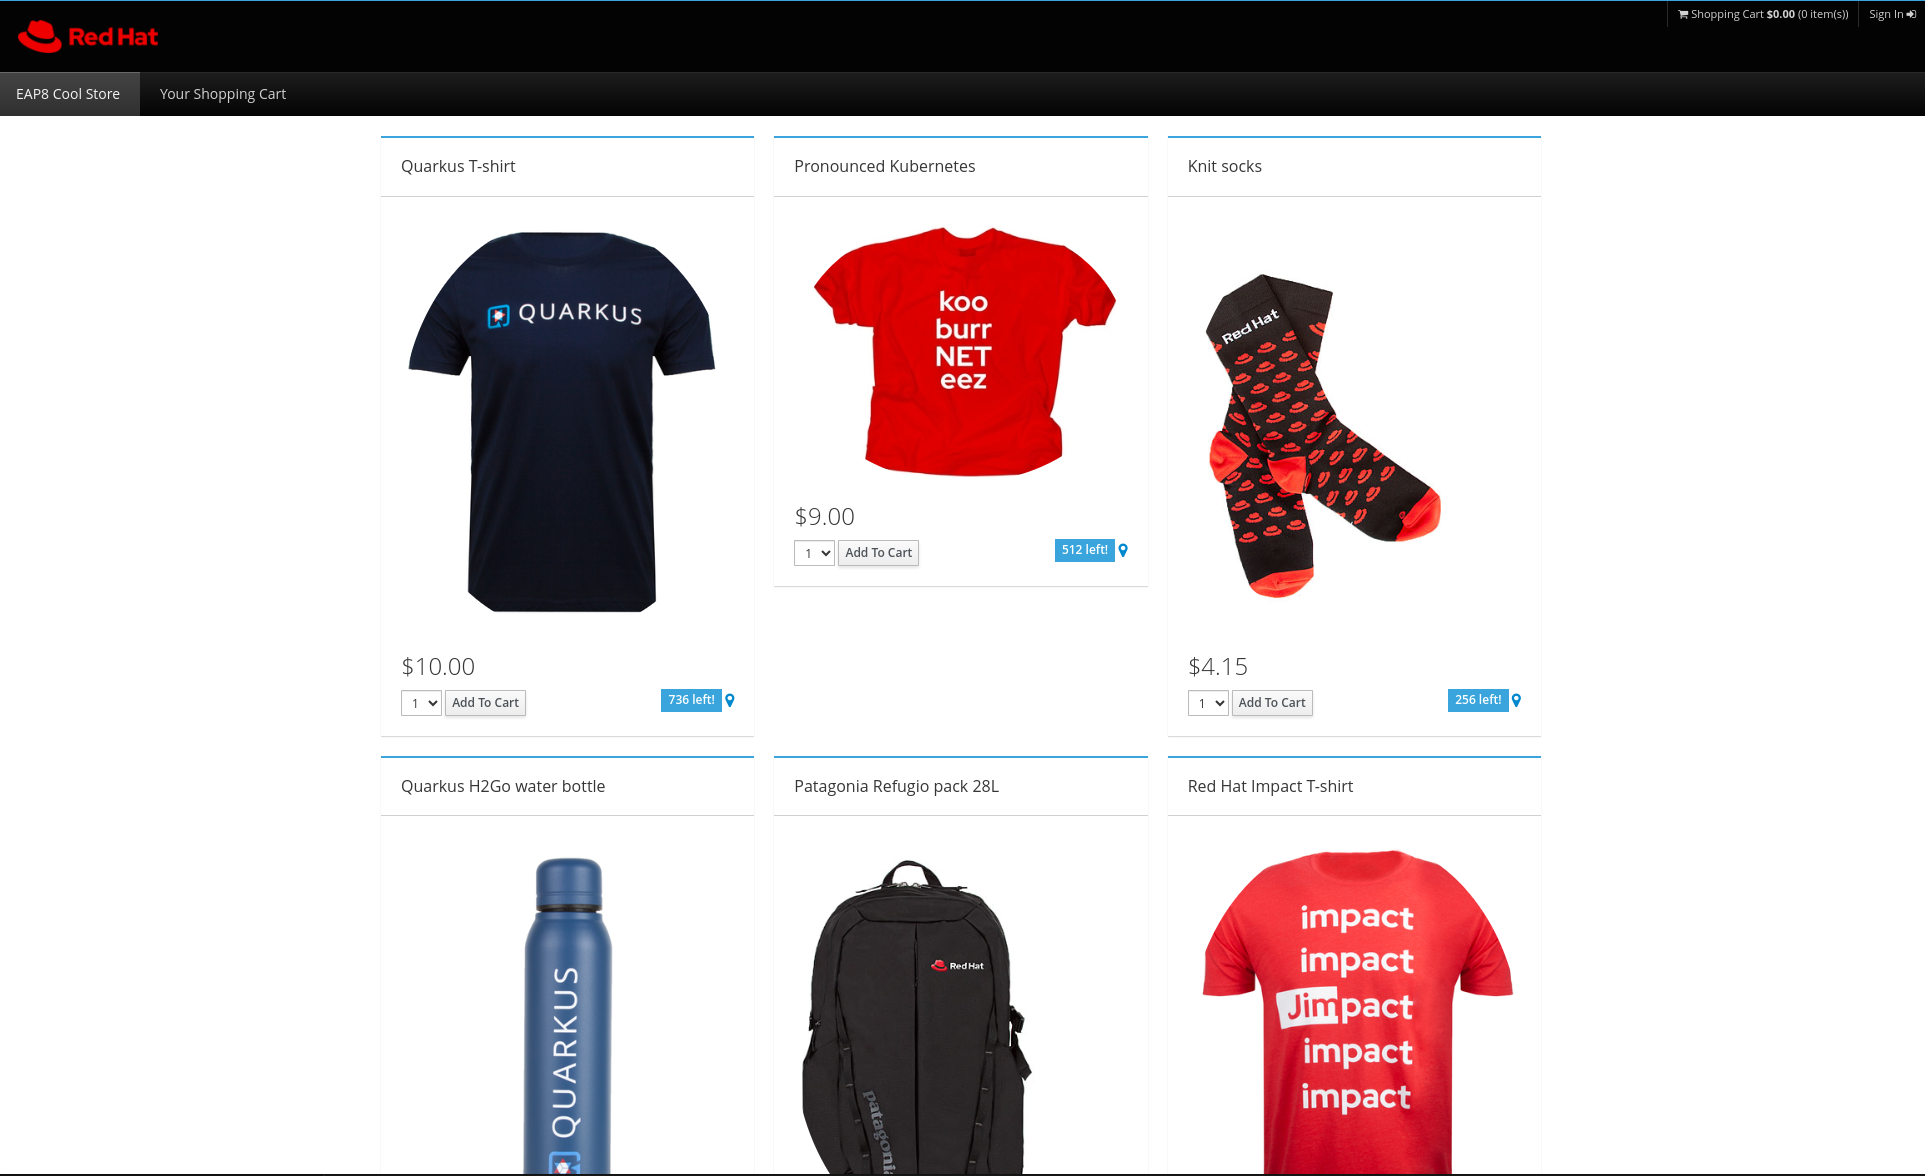 Shopping Cart $0.00 (0 item(s))
Sign In
Red Hat
EAP8 Cool Store
Your Shopping Cart
Quarkus T-shirt
Pronounced Kubernetes
Knit socks
QUARKUS
koo
burr
NET
eez
Red Hat
$9.00
1
Add To Cart
512 left!
$10.00
1
Add To Cart
736 left!
$4.15
1
Add To Cart
256 left!
Quarkus H2Go water bottle
Patagonia Refugio pack 28L
Red Hat Impact T-shirt
QUARKUS
Red Hat
patagoni
impact
impact
Jimpact
impact
impact